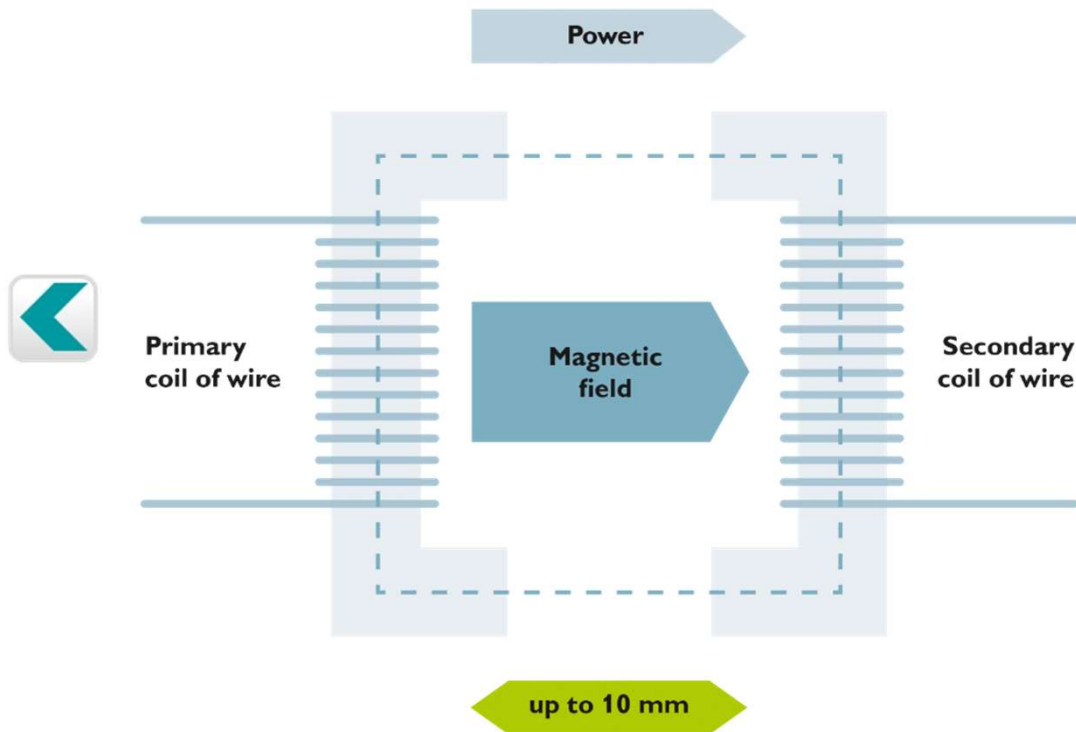 Power
Primary
coil of wire
Magnetic
field
Secondary
coil of wire
up to 10 mm